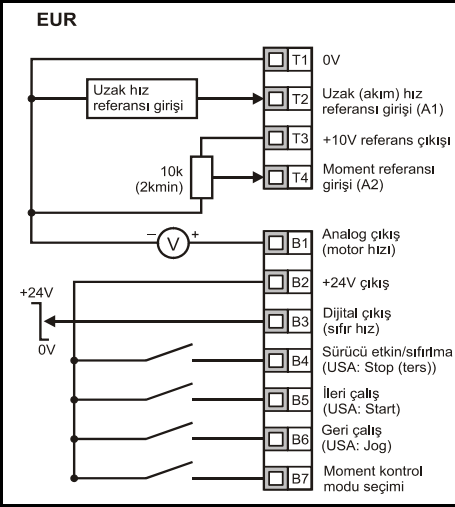 EUR
T1 0V
Uzak hız
referansı girişi
T2 Uzak (akım) hız
referansı girişi (A1)
T3 +10V referans çıkışı
10k
(2kmin)
T4 Moment referansı
girişi (A2)
– V +
B1 Analog çıkış
(motor hızı)
B2 +24V çıkış
+24V
0V
B3 Dijital çıkış
(sıfır hız)
B4 Sürücü etkin/sıfırlma
(USA: Stop (ters))
B5 İleri çalış
(USA: Start)
B6 Geri çalış
(USA: Jog)
B7 Moment kontrol
modu seçimi